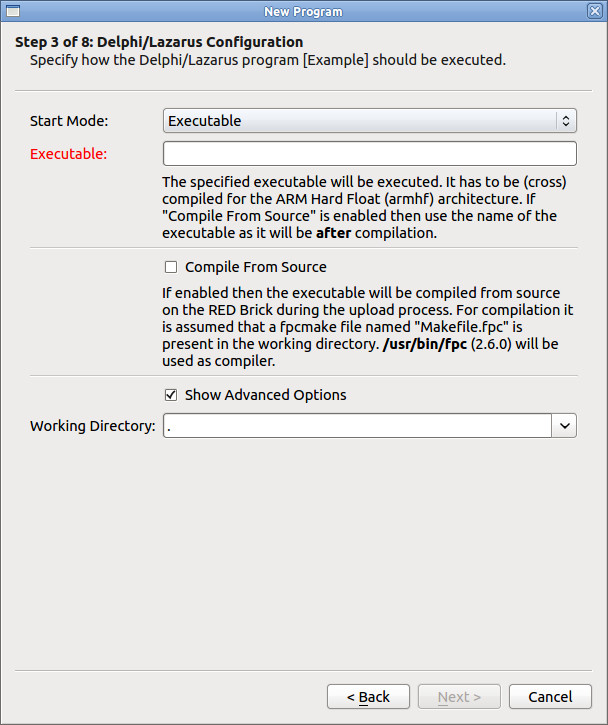 New Program
Step 3 of 8: Delphi/Lazarus Configuration
Specify how the Delphi/Lazarus program [Example] should be executed.
Start Mode:
Executable
Executable:
The specified executable will be executed. It has to be (cross)
compiled for the ARM Hard Float (armhf) architecture. If
"Compile From Source" is enabled then use the name of the
executable as it will be after compilation.
Compile From Source
If enabled then the executable will be compiled from source
on the RED Brick during the upload process. For compilation it
is assumed that a fpcmake file named "Makefile.fpc" is
present in the working directory. /usr/bin/fpc (2.6.0) will be
used as compiler.
Show Advanced Options
Working Directory:
.
< Back
Next >
Cancel